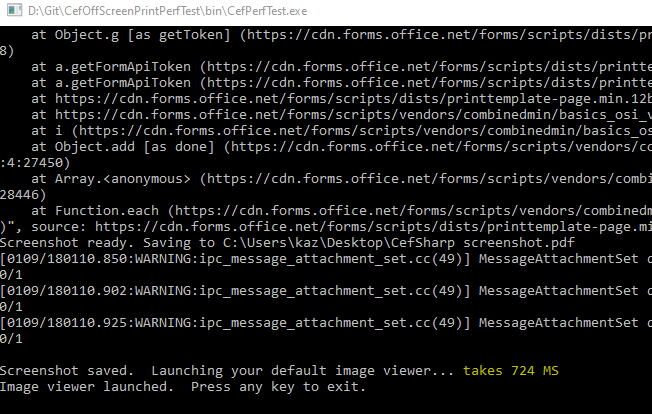 D:\Git\CefOffScreenPrintPerfTest\bin\CefPerfTest.exe
at Object.g [as getToken] (https://cdn.forms.office.net/forms/scripts/dists/pr
8)
at a.getFormApiToken (https://cdn.forms.office.net/forms/scripts/dists/printte
at a.getFormApiToken (https://cdn.forms.office.net/forms/scripts/dists/printte
at https://cdn.forms.office.net/forms/scripts/dists/printtemplate-page.min.12b
at https://cdn.forms.office.net/forms/scripts/vendors/combinedmin/basics_osi_v
at i (https://cdn.forms.office.net/forms/scripts/vendors/combinedmin/basics_os
at Object.add [as done] (https://cdn.forms.office.net/forms/scripts/vendors/co
:4:27450)
at Array.<anonymous> (https://cdn.forms.office.net/forms/scripts/vendors/combi
28446)
at Function.each (https://cdn.forms.office.net/forms/scripts/vendors/combinedm
)", source: https://cdn.forms.office.net/forms/scripts/dists/printtemplate-page.mi
Screenshot ready. Saving to C:\Users\kaz\Desktop\CefSharp screenshot.pdf
[0109/180110.850:WARNING:ipc_message_attachment_set.cc(49)] MessageAttachmentSet d
0/1
[0109/180110.902:WARNING:ipc_message_attachment_set.cc(49)] MessageAttachmentSet d
0/1
[0109/180110.925:WARNING:ipc_message_attachment_set.cc(49)] MessageAttachmentSet d
0/1
Screenshot saved.  Launching your default image viewer... takes 724 MS
Image viewer launched.  Press any key to exit.